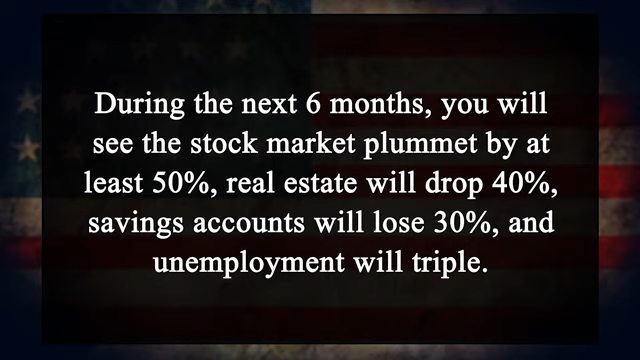 During the next 6 months, you will
see the stock market plummet by at
least 50%, real estate will drop 40%,
savings accounts will lose 30%, and
unemployment will triple.